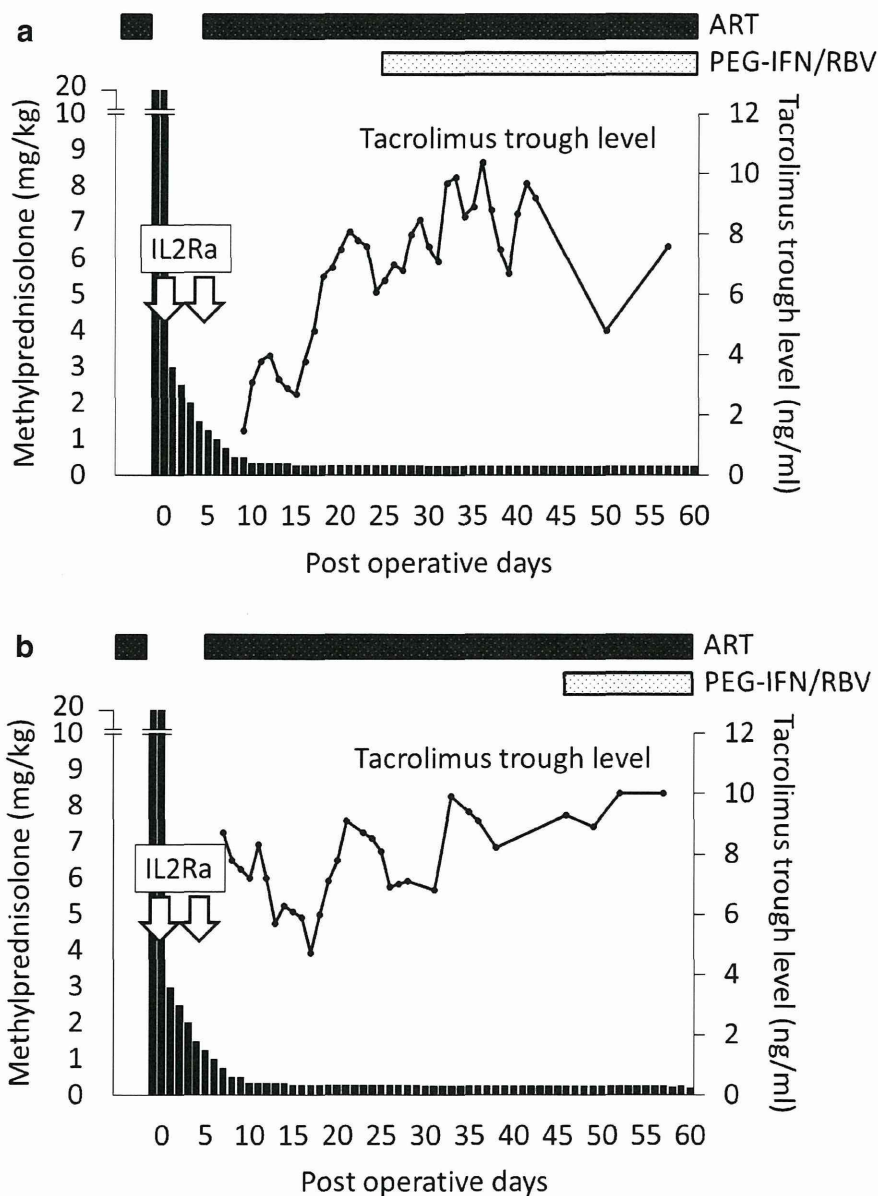 a
ART
PEG-IFN/RBV
Methylprednisolone (mg/kg)
20
10
9
8
7
6
5
4
3
2
1
0
Tacrolimus trough level
IL2Ra
12
10
8
6
4
2
0
Tacrolimus trough level (ng/ml)
0 5 10 15 20 25 30 35 40 45 50 55 60
Post operative days
b
ART
PEG-IFN/RBV
Methylprednisolone (mg/kg)
20
10
9
8
7
6
5
4
3
2
1
0
Tacrolimus trough level
IL2Ra
12
10
8
6
4
2
0
Tacrolimus trough level (ng/ml)
0 5 10 15 20 25 30 35 40 45 50 55 60
Post operative days